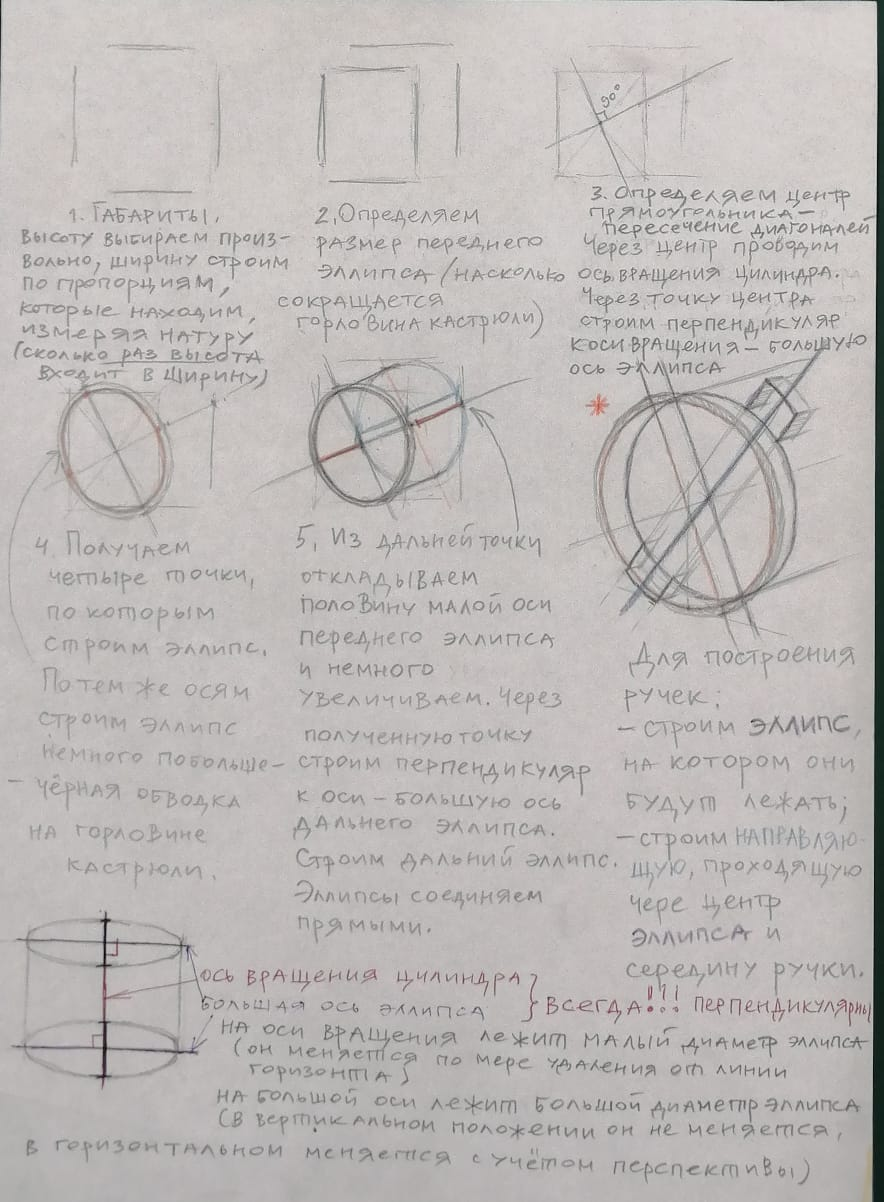 90°
1. ГАБАРИТЫ.
ВЫСОТУ ВЫБИРАЕМ ПРОИЗ-
ВОЛЬНО, ШИРИНУ СТРОИМ
ПО ПРОПОРЦИЯМ,
КОТОРЫЕ НАХОДИМ,
ИЗМЕРЯЯ НАТУРУ
(СКОЛЬКО РАЗ ВЫСОТА
ВХОДИТ В ШИРИНУ)
2. ОПРЕДЕЛЯЕМ
РАЗМЕР ПЕРЕДНЕГО
ЭЛЛИПСА (НАСКОЛЬКО
СОКРАЩАЕТСЯ
ГОРЛОВИНА КАСТРЮЛИ)
3. ОПРЕДЕЛЯЕМ ЦЕНТР
ПРЯМОУГОЛЬНИКА –
ПЕРЕСЕЧЕНИЕ ДИАГОНАЛЕЙ
ЧЕРЕЗ ЦЕНТР ПРОВОДИМ
ОСЬ ВРАЩЕНИЯ ЦИЛИНДРА.
ЧЕРЕЗ ТОЧКУ ЦЕНТРА
СТРОИМ ПЕРПЕНДИКУЛЯР
К ОСИ ВРАЩЕНИЯ – БОЛЬШУЮ
ОСЬ ЭЛЛИПСА
4. ПОЛУЧАЕМ
ЧЕТЫРЕ ТОЧКИ,
ПО КОТОРЫМ
СТРОИМ ЭЛЛИПС.
ПО ТЕМ ЖЕ ОСЯМ
СТРОИМ ЭЛЛИПС
НЕМНОГО ПОБОЛЬШЕ –
– ЧЁРНАЯ ОБВОДКА
НА ГОРЛОВИНЕ
КАСТРЮЛИ.
5. ИЗ ДАЛЬНЕЙ ТОЧКИ
ОТКЛАДЫВАЕМ
ПОЛОВИНУ МАЛОЙ ОСИ
ПЕРЕДНЕГО ЭЛЛИПСА
И НЕМНОГО
УВЕЛИЧИВАЕМ. ЧЕРЕЗ
ПОЛУЧЕННУЮ ТОЧКУ
СТРОИМ ПЕРПЕНДИКУЛЯР
К ОСИ – БОЛЬШУЮ ОСЬ
ДАЛЬНЕГО ЭЛЛИПСА.
СТРОИМ ДАЛЬНИЙ ЭЛЛИПС.
ЭЛЛИПСЫ СОЕДИНЯЕМ
ПРЯМЫМИ.
*
ДЛЯ ПОСТРОЕНИЯ
РУЧЕК:
– СТРОИМ ЭЛЛИПС,
НА КОТОРОМ ОНИ
БУДУТ ЛЕЖАТЬ;
– СТРОИМ НАПРАВЛЯЮ-
ЩУЮ, ПРОХОДЯЩУЮ
ЧЕРЕ ЦЕНТР
ЭЛЛИПСА И
СЕРЕДИНУ РУЧКИ.
ОСЬ ВРАЩЕНИЯ ЦИЛИНДРА
БОЛЬШАЯ ОСЬ ЭЛЛИПСА
} ВСЕГДА!!! ПЕРПЕНДИКУЛЯРНЫ
НА ОСИ ВРАЩЕНИЯ ЛЕЖИТ МАЛЫЙ ДИАМЕТР ЭЛЛИПСА
(ОН МЕНЯЕТСЯ ПО МЕРЕ УДАЛЕНИЯ ОТ ЛИНИИ
ГОРИЗОНТА)
НА БОЛЬШОЙ ОСИ ЛЕЖИТ БОЛЬШОЙ ДИАМЕТР ЭЛЛИПСА
(В ВЕРТИКАЛЬНОМ ПОЛОЖЕНИИ ОН НЕ МЕНЯЕТСЯ,
В ГОРИЗОНТАЛЬНОМ МЕНЯЕТСЯ С УЧЁТОМ ПЕРСПЕКТИВЫ)